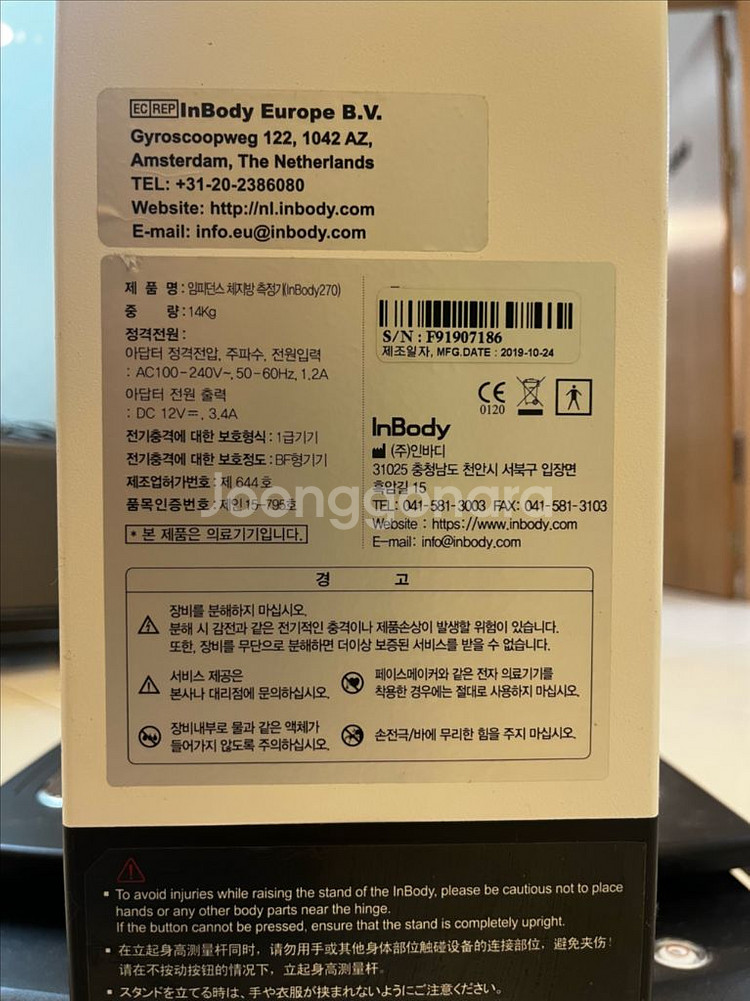 EC REP InBody Europe B.V.
Gyroscoopweg 122, 1042 AZ,
Amsterdam, The Netherlands
TEL: +31-20-2386080
Website: http://nl.inbody.com
E-mail: info.eu@inbody.com
제 품 명 : 임피던스 체지방 측정기(InBody270)
중 량 : 14Kg
정격전원 :
아답터 정격전압, 주파수, 전원입력
: AC100-240V~, 50-60Hz, 1.2A
아답터 전원 출력
: DC 12V⎓, 3.4A
전기충격에 대한 보호형식 : 1급기기
전기충격에 대한 보호정도 : BF형기기
제조업허가번호 : 제 644 호
품목인증번호 : 제인 15-795호
* 본 제품은 의료기기입니다.
S/N : F91907186
제조일자, MFG.DATE : 2019-10-24
CE
0120
InBody
(주)인바디
31025 충청남도 천안시 서북구 입장면
흑암길 15
TEL: 041-581-3003 FAX: 041-581-3103
Website : https://www.inbody.com
E-mail: info@inbody.com
Joonggonara
경 고
장비를 분해하지 마십시오.
분해 시 감전과 같은 전기적인 충격이나 제품손상이 발생할 위험이 있습니다.
또한, 장비를 무단으로 분해하면 더이상 보증된 서비스를 받을 수 없습니다.
서비스 제공은
본사나 대리점에 문의하십시오.
페이스메이커와 같은 전자 의료기기를
착용한 경우에는 절대로 사용하지 마십시오.
장비내부로 물과 같은 액체가
들어가지 않도록 주의하십시오.
손전극/바에 무리한 힘을 주지 마십시오.
▪ To avoid injuries while raising the stand of the InBody, please be cautious not to place
hands or any other body parts near the hinge.
If the button cannot be pressed, ensure that the stand is completely upright.
▪ 在立起身高测量杆同时，请勿用手或其他身体部位触碰设备的连接部位，避免夹伤!
请在不按动按钮的情况下，立起身高测量杆。
▪ スタンドを立てる時は、手や衣服が挟まれないようにご注意ください。